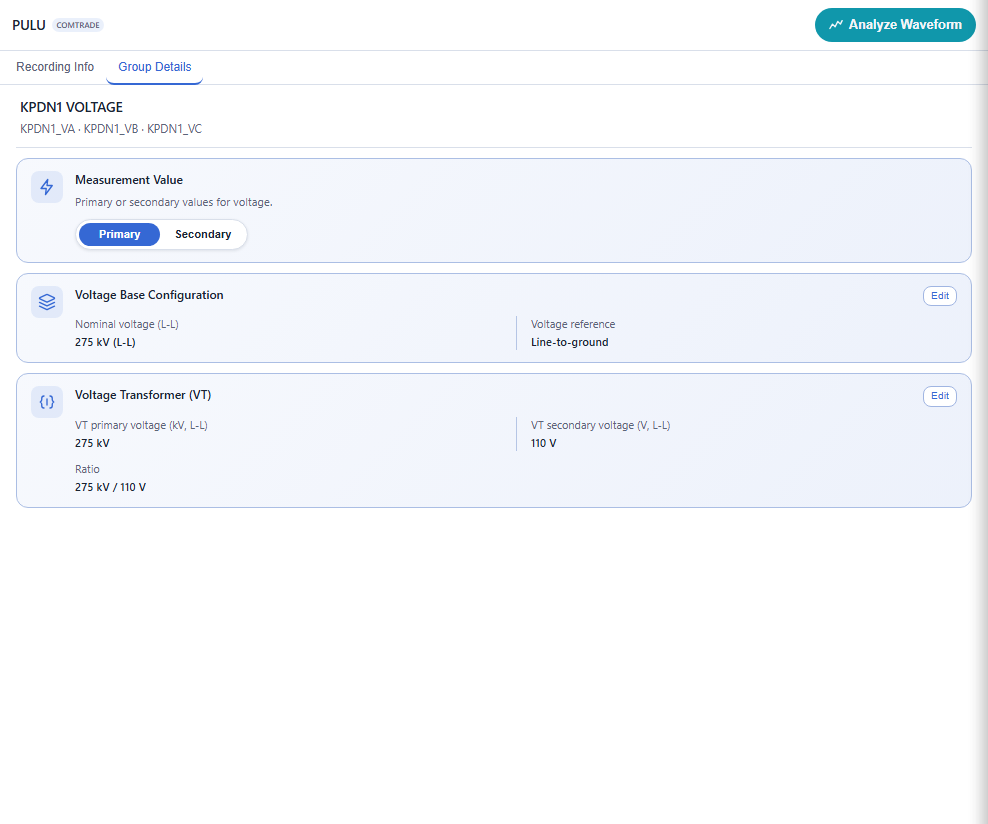 PULU COMTRADE
Analyze Waveform
Recording Info Group Details
KPDN1 VOLTAGE
KPDN1_VA · KPDN1_VB · KPDN1_VC
Measurement Value
Primary or secondary values for voltage.
Primary Secondary
Voltage Base Configuration
Edit
Nominal voltage (L-L)
275 kV (L-L)
Voltage reference
Line-to-ground
Voltage Transformer (VT)
Edit
VT primary voltage (kV, L-L)
275 kV
VT secondary voltage (V, L-L)
110 V
Ratio
275 kV / 110 V